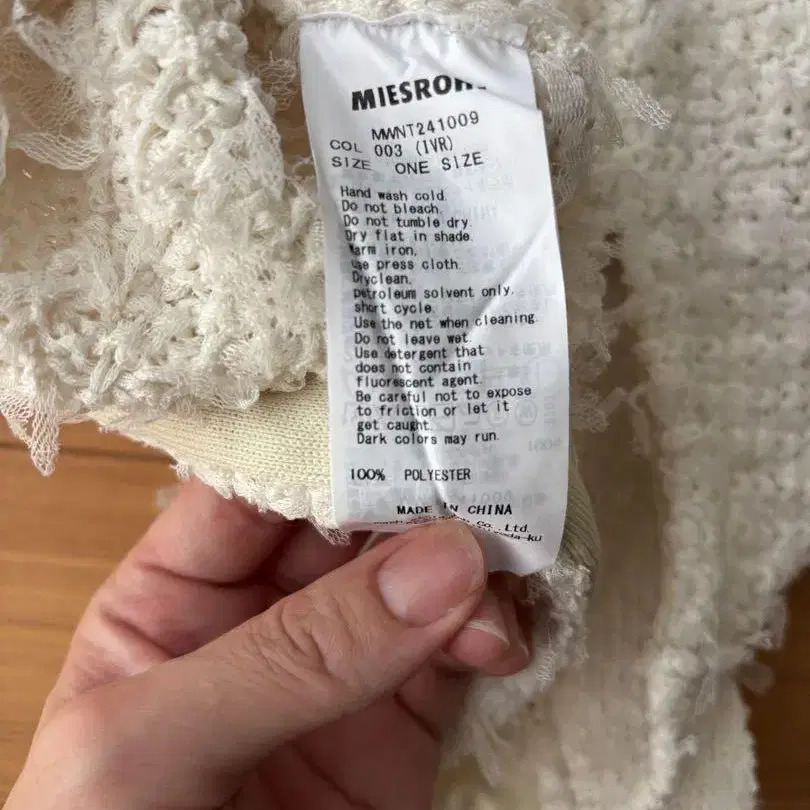 MIESROH
MWNT241009
COL 003 (IVR)
SIZE ONE SIZE
Hand wash cold.
Do not bleach.
Do not tumble dry.
Dry flat in shade.
Warm iron,
use press cloth.
Dryclean,
petroleum solvent only,
short cycle.
Use the net when cleaning.
Do not leave wet.
Use detergent that
does not contain
fluorescent agent.
Be careful not to expose
to friction or let it
get caught.
Dark colors may run.
100% POLYESTER
MADE IN CHINA
Co., Ltd.